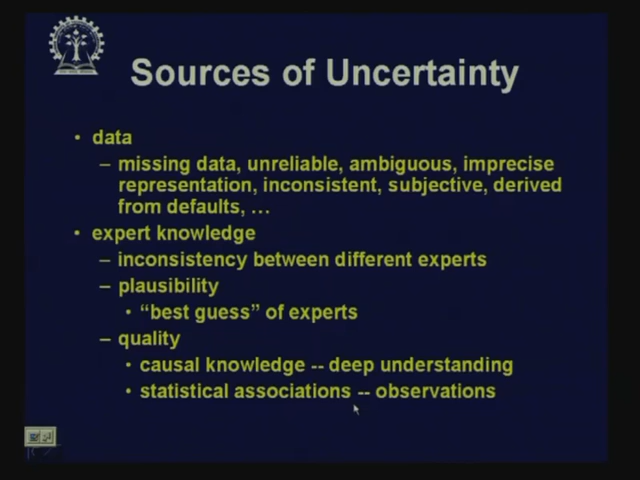 Sources of Uncertainty
• data
– missing data, unreliable, ambiguous, imprecise
representation, inconsistent, subjective, derived
from defaults, …
• expert knowledge
– inconsistency between different experts
– plausibility
• “best guess” of experts
– quality
• causal knowledge -- deep understanding
• statistical associations -- observations